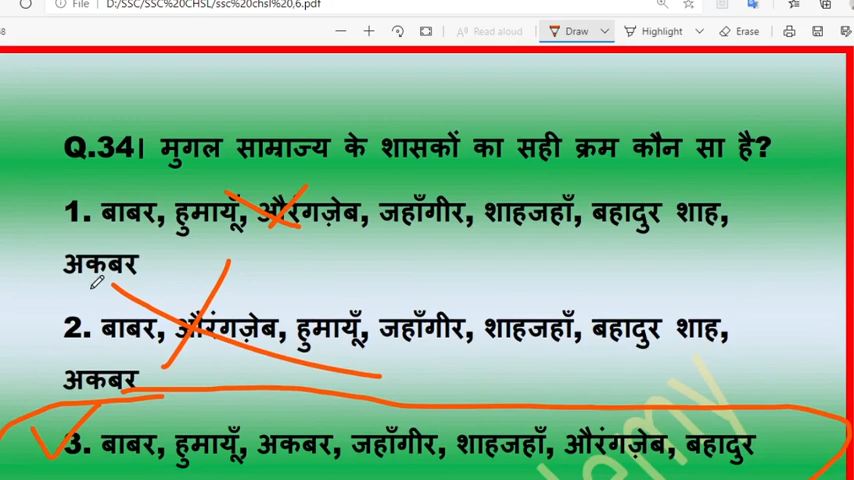 File
D:/SSC/SSC%20CHSL/ssc%20chsl%20,6.pdf
Read aloud
Draw
Highlight
Erase
Q.34| मुगल साम्राज्य के शासकों का सही क्रम कौन सा है?
1. बाबर, हुमायूँ, औरंगज़ेब, जहाँगीर, शाहजहाँ, बहादुर शाह,
अकबर
2. बाबर, औरंगज़ेब, हुमायूँ, जहाँगीर, शाहजहाँ, बहादुर शाह,
अकबर
3. बाबर, हुमायूँ, अकबर, जहाँगीर, शाहजहाँ, औरंगज़ेब, बहादुर